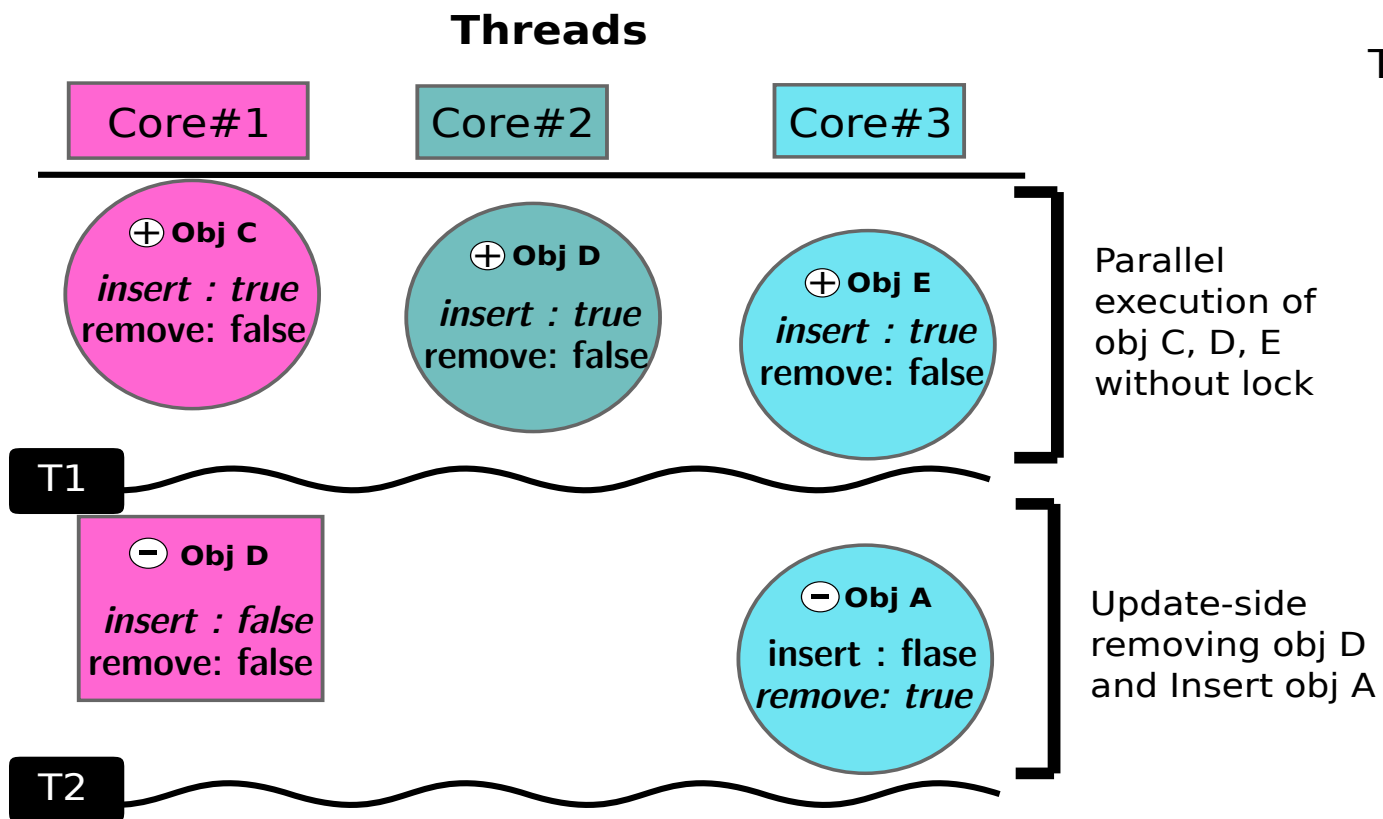 Threads
T
Core#1
Core#2
Core#3
+ Obj C
insert : true
remove: false
+ Obj D
insert : true
remove: false
+ Obj E
insert : true
remove: false
Parallel
execution of
obj C, D, E
without lock
T1
- Obj D
insert : false
remove: false
- Obj A
insert : flase
remove: true
Update-side
removing obj D
and Insert obj A
T2